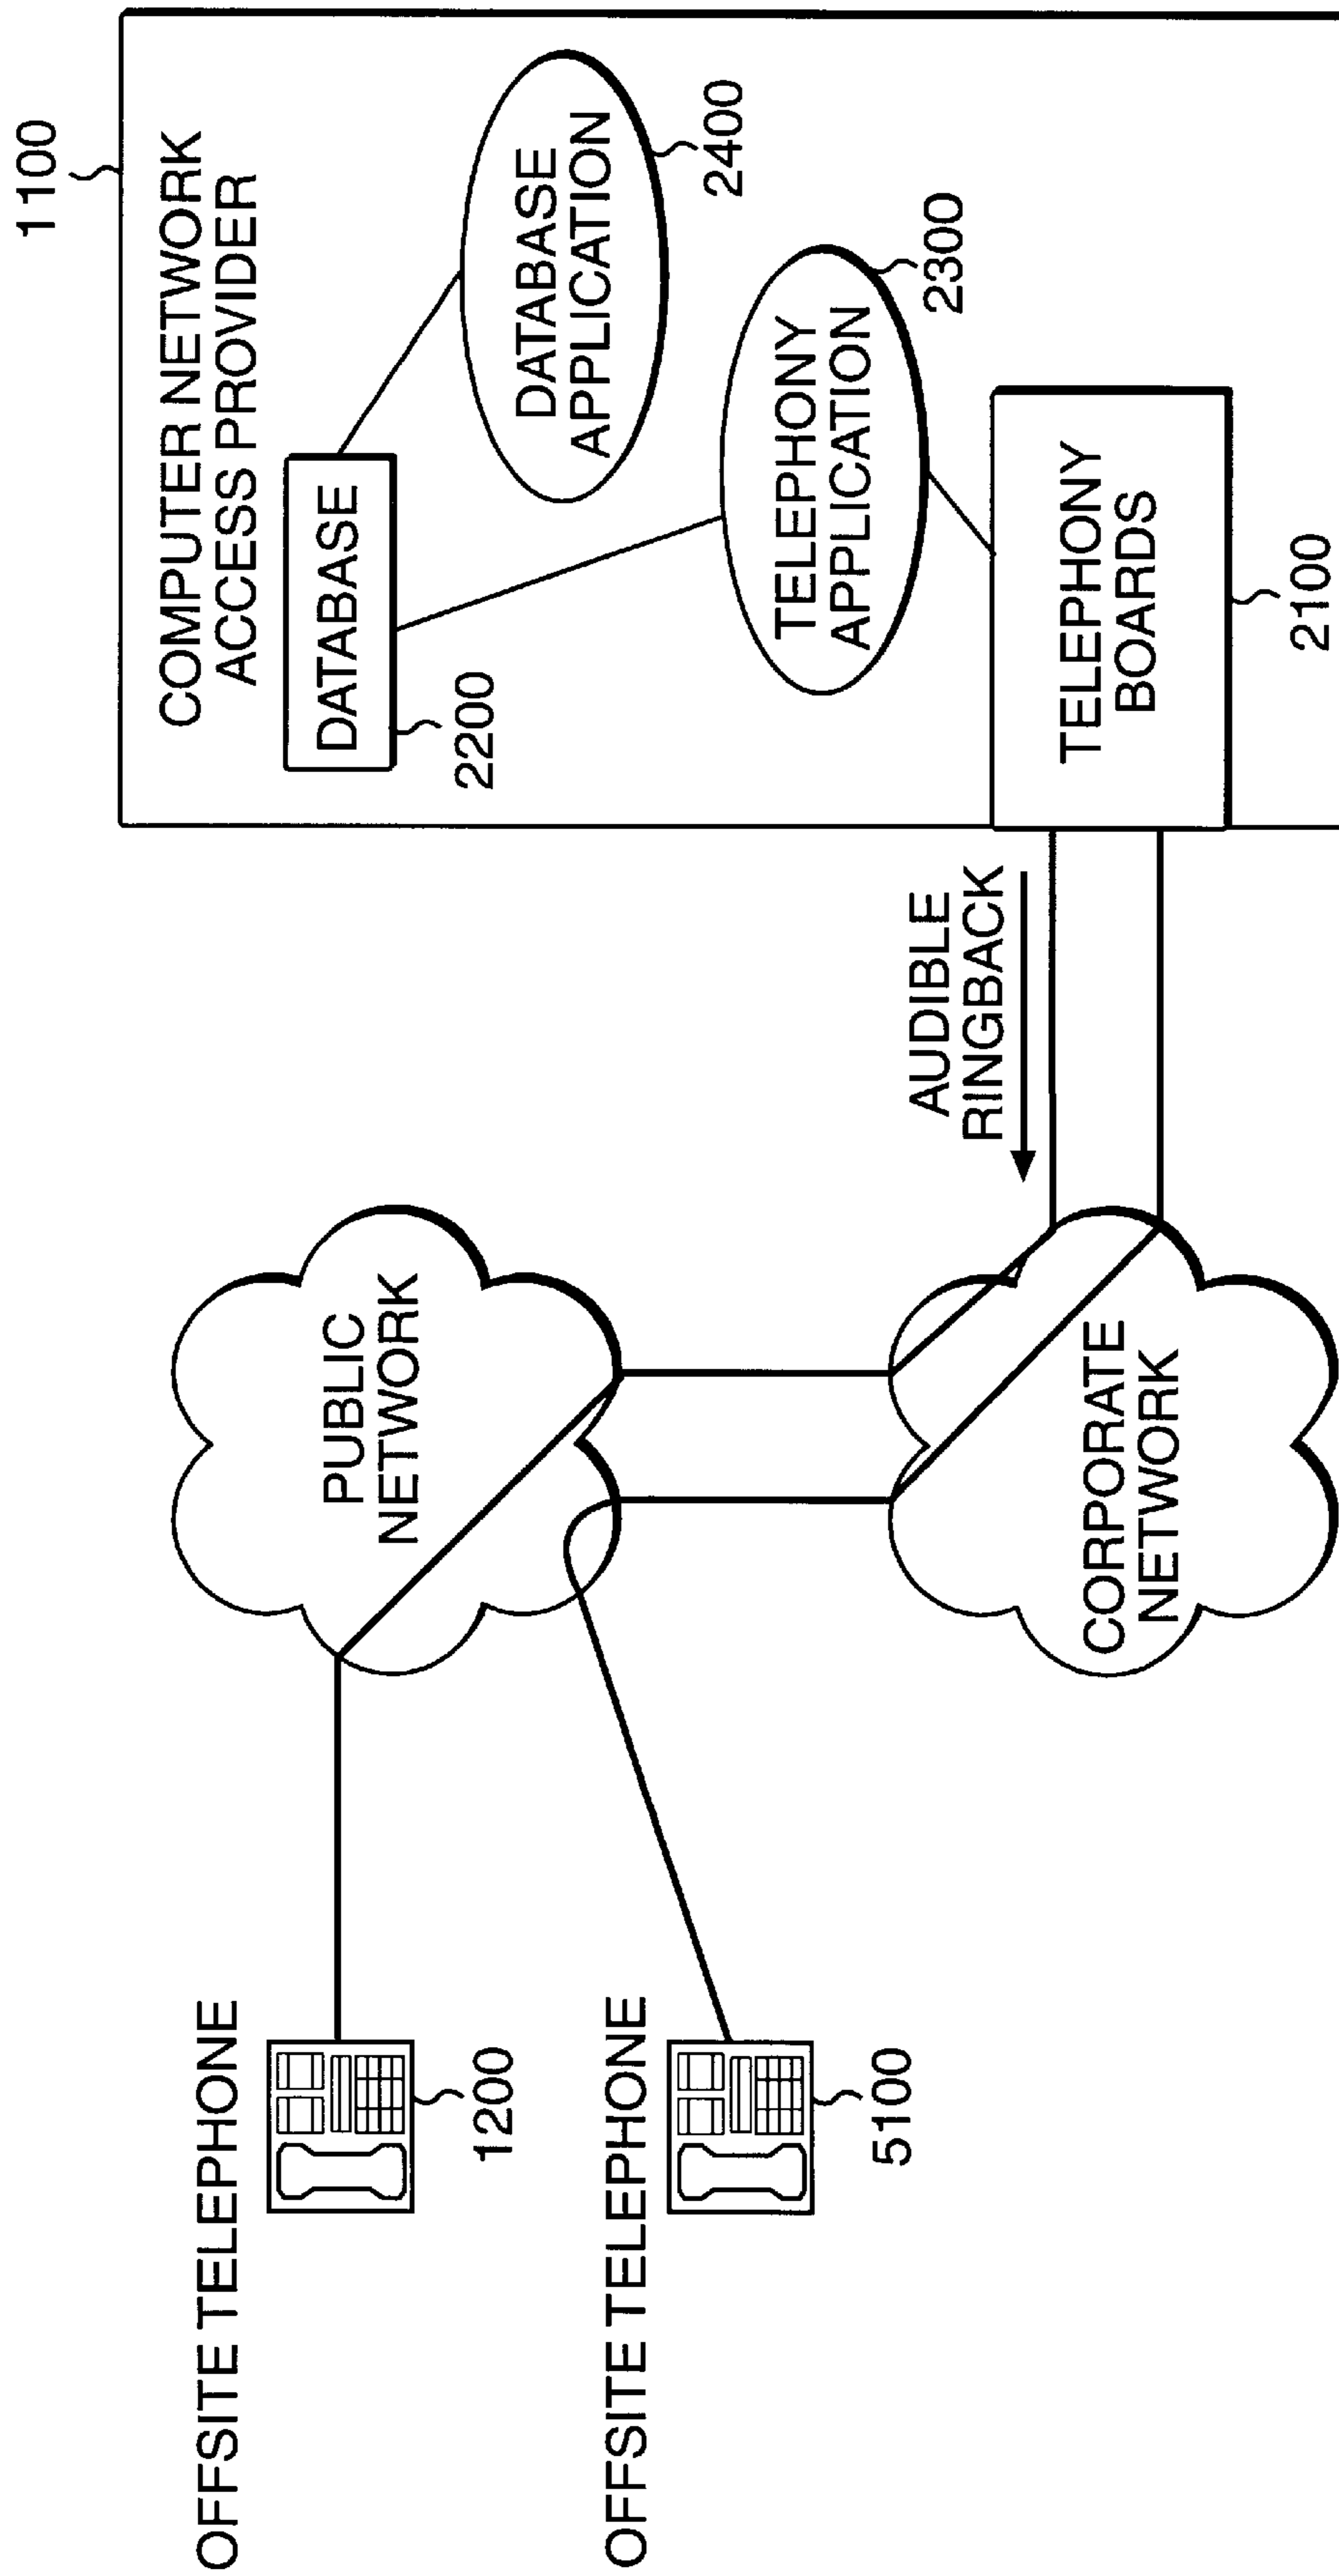 1100
COMPUTER NETWORK
ACCESS PROVIDER
DATABASE
2200
DATABASE
APPLICATION
2400
TELEPHONY
APPLICATION
2300
TELEPHONY
BOARDS
2100
AUDIBLE
RINGBACK
PUBLIC
NETWORK
CORPORATE
NETWORK
OFFSITE TELEPHONE
1200
OFFSITE TELEPHONE
5100